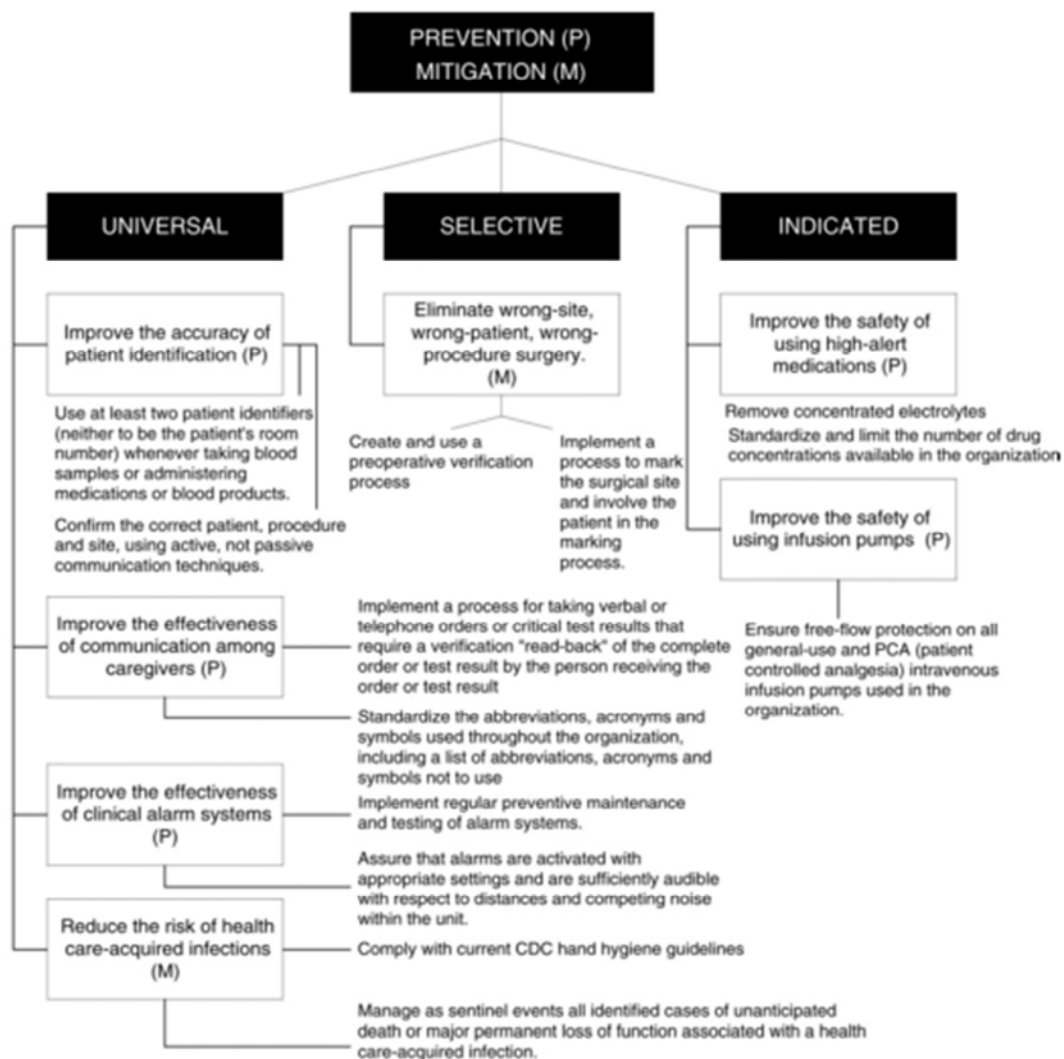 PREVENTION (P)
MITIGATION (M)
UNIVERSAL
Improve the accuracy of
patient identification (P)
Use at least two patient identifiers
(neither to be the patient's room
number) whenever taking blood
samples or administering
medications or blood products.
Confirm the correct patient, procedure
and site, using active, not passive
communication techniques.
Improve the effectiveness
of communication among
caregivers (P)
Implement a process for taking verbal or
telephone orders or critical test results that
require a verification "read-back" of the complete
order or test result by the person receiving the
order or test result
Standardize the abbreviations, acronyms and
symbols used throughout the organization,
including a list of abbreviations, acronyms and
symbols not to use
Improve the effectiveness
of clinical alarm systems
(P)
Implement regular preventive maintenance
and testing of alarm systems.
Assure that alarms are activated with
appropriate settings and are sufficiently audible
with respect to distances and competing noise
within the unit.
Reduce the risk of health
care-acquired infections
(M)
Comply with current CDC hand hygiene guidelines
Manage as sentinel events all identified cases of unanticipated
death or major permanent loss of function associated with a health
care-acquired infection.
SELECTIVE
Eliminate wrong-site,
wrong-patient, wrong-
procedure surgery.
(M)
Create and use a
preoperative verification
process
Implement a
process to mark
the surgical site
and involve the
patient in the
marking
process.
INDICATED
Improve the safety of
using high-alert
medications (P)
Remove concentrated electrolytes
Standardize and limit the number of drug
concentrations available in the organization
Improve the safety of
using infusion pumps (P)
Ensure free-flow protection on all
general-use and PCA (patient
controlled analgesia) intravenous
infusion pumps used in the
organization.